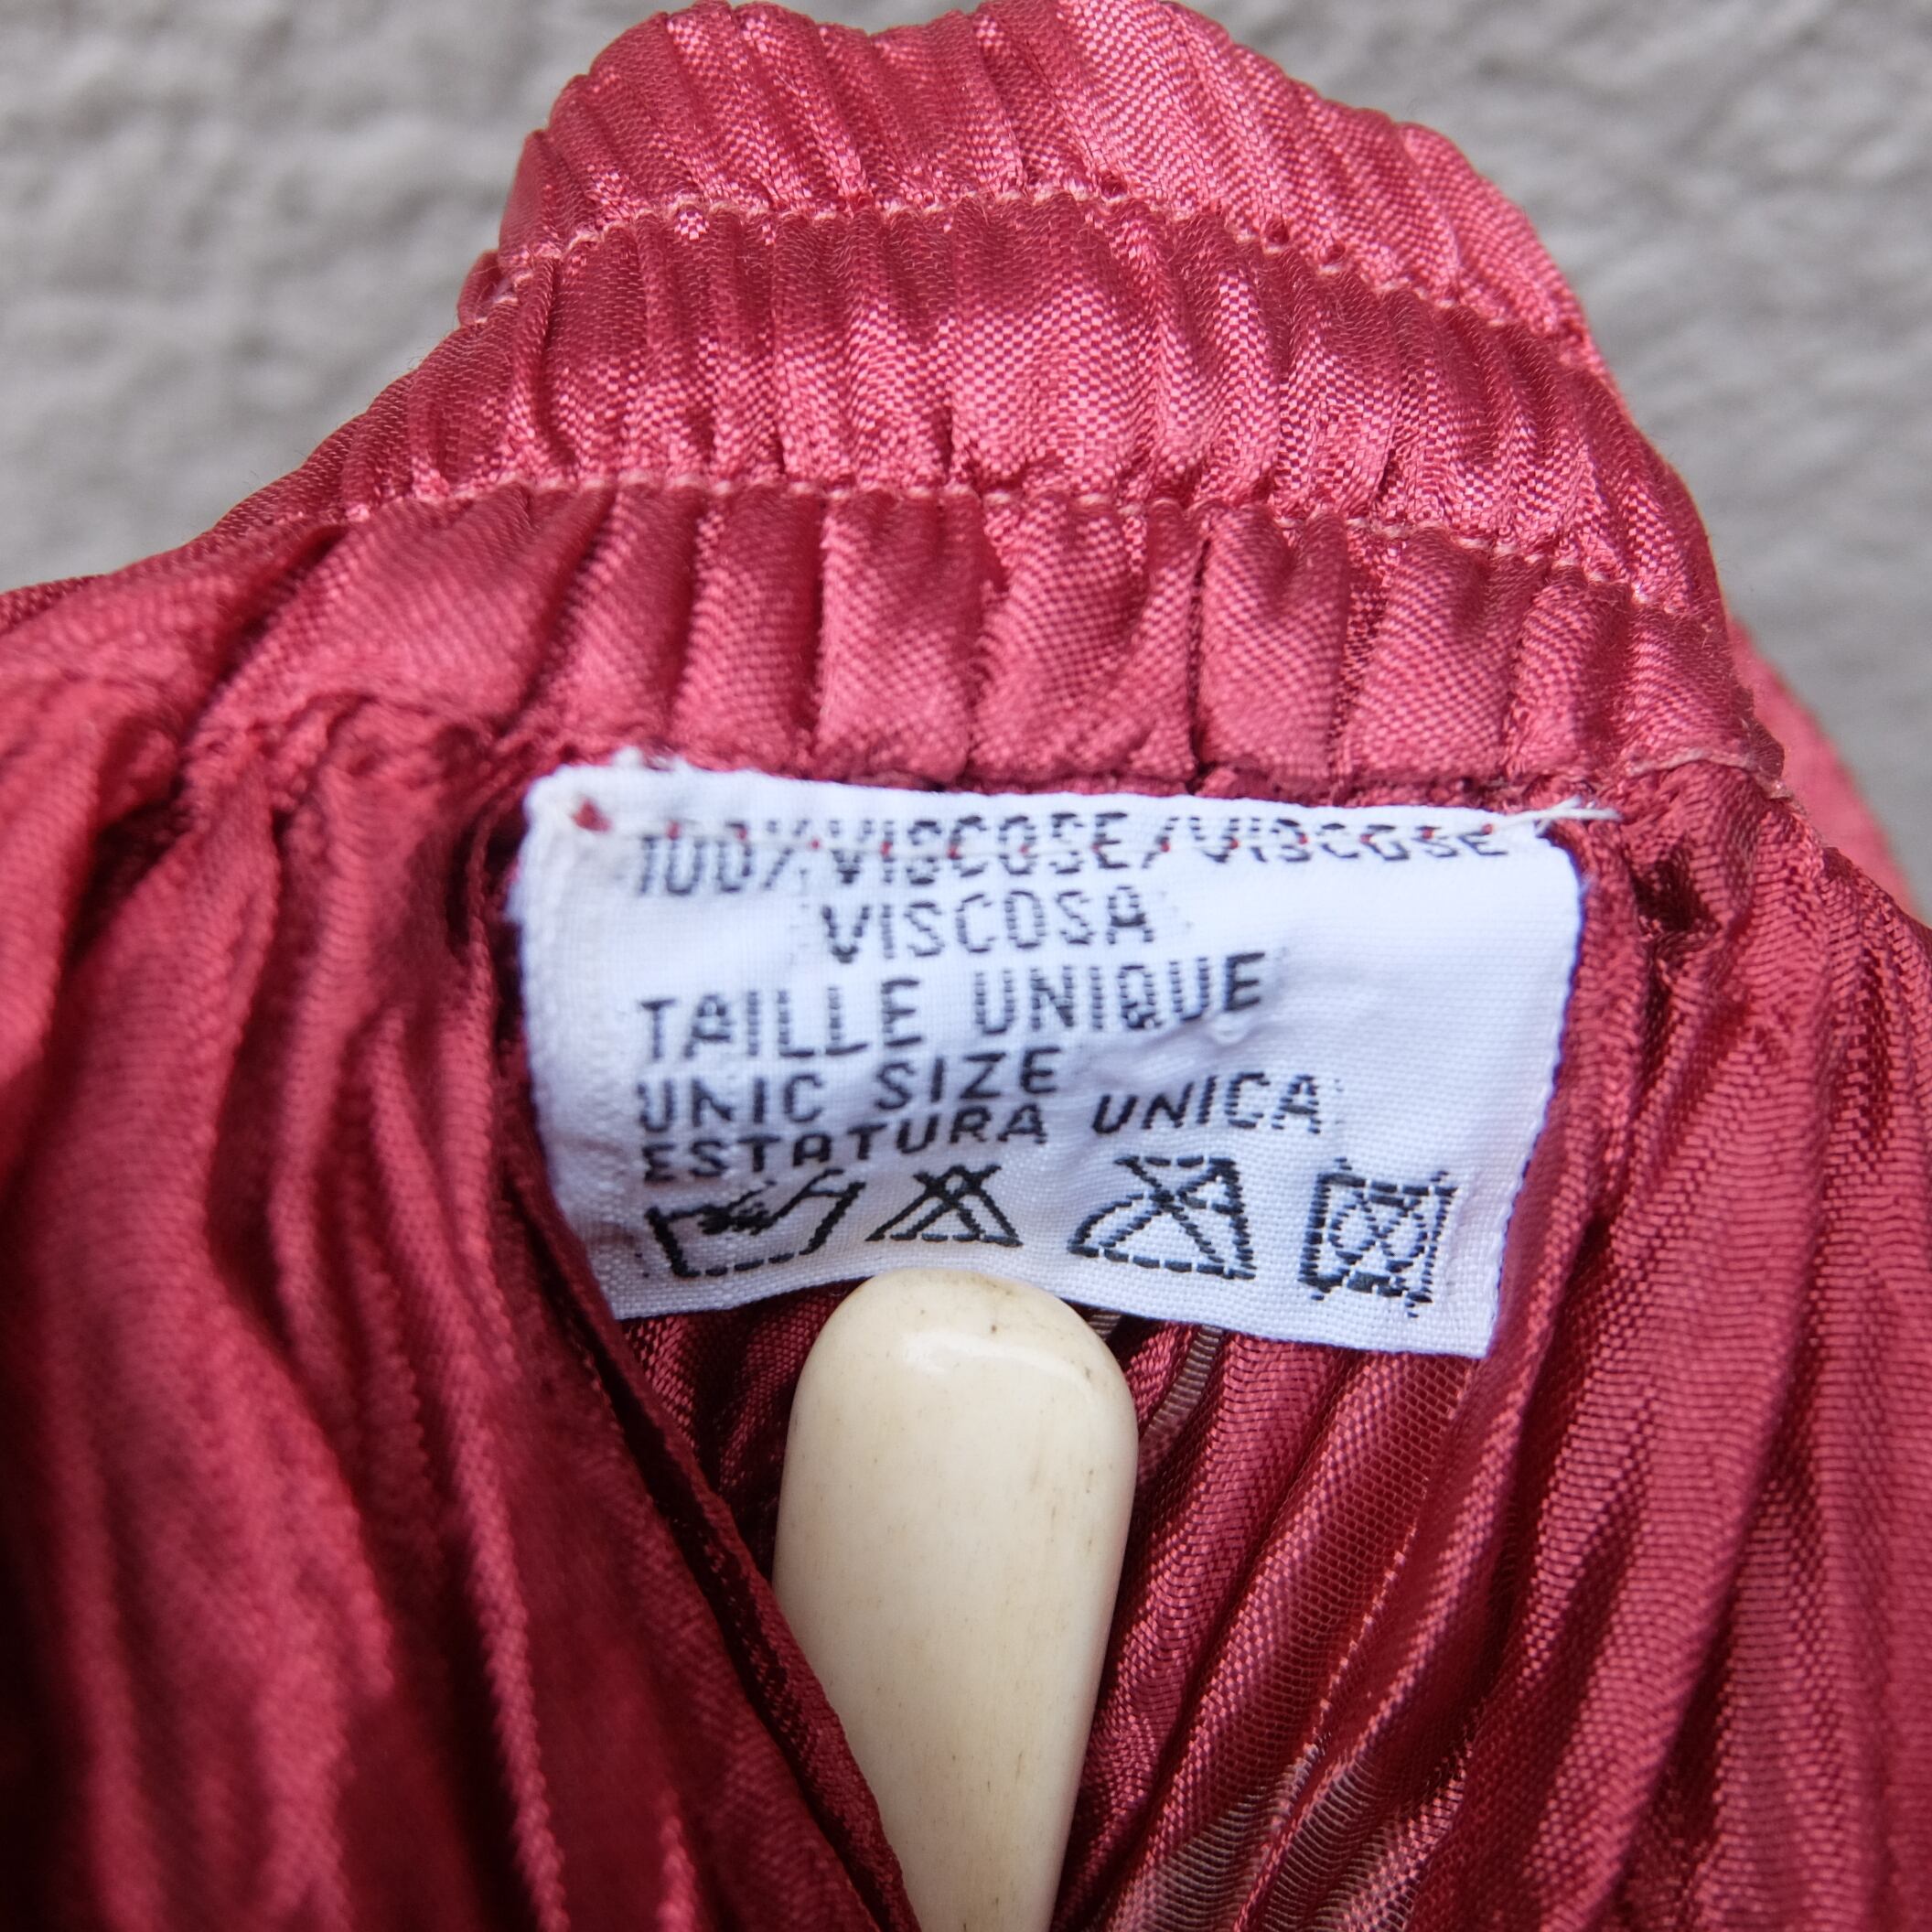 100% VISCOSE/VISCOSE
VISCOSA
TAILLE UNIQUE
UNIC SIZE
ESTATURA UNICA